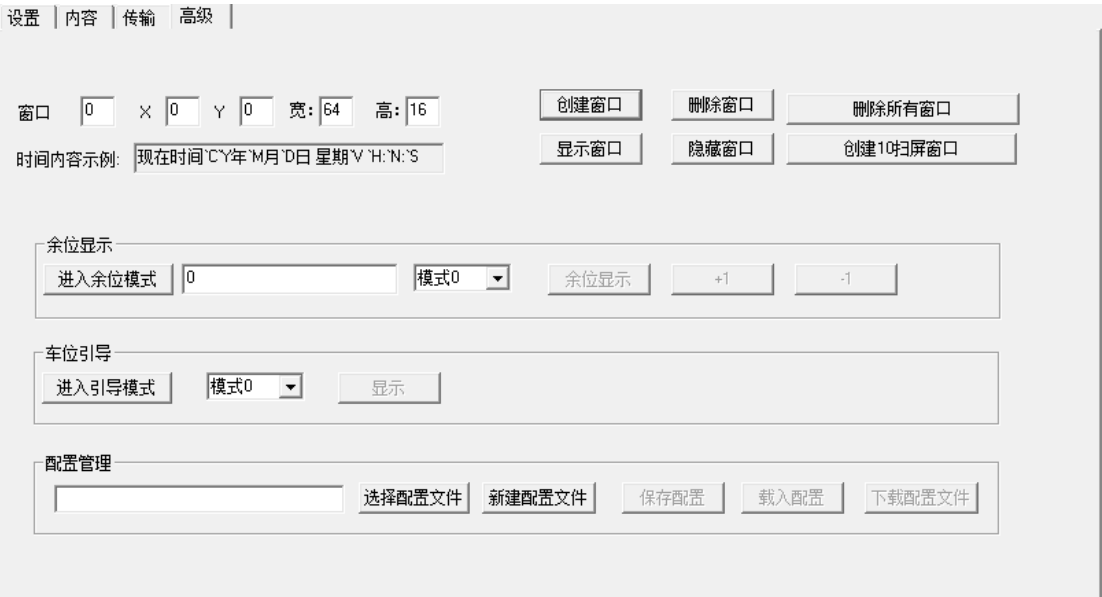 设置 内容 传输 高级
窗口 0 X 0 Y 0 宽: 64 高: 16 创建窗口 删除窗口 删除所有窗口
时间内容示例: 现在时间`C`Y年`M月`D日 星期`V `H:`N:`S 显示窗口 隐藏窗口 创建10扫屏窗口
余位显示
进入余位模式 0 模式0 余位显示 +1 -1
车位引导
进入引导模式 模式0 显示
配置管理
选择配置文件 新建配置文件 保存配置 载入配置 下载配置文件